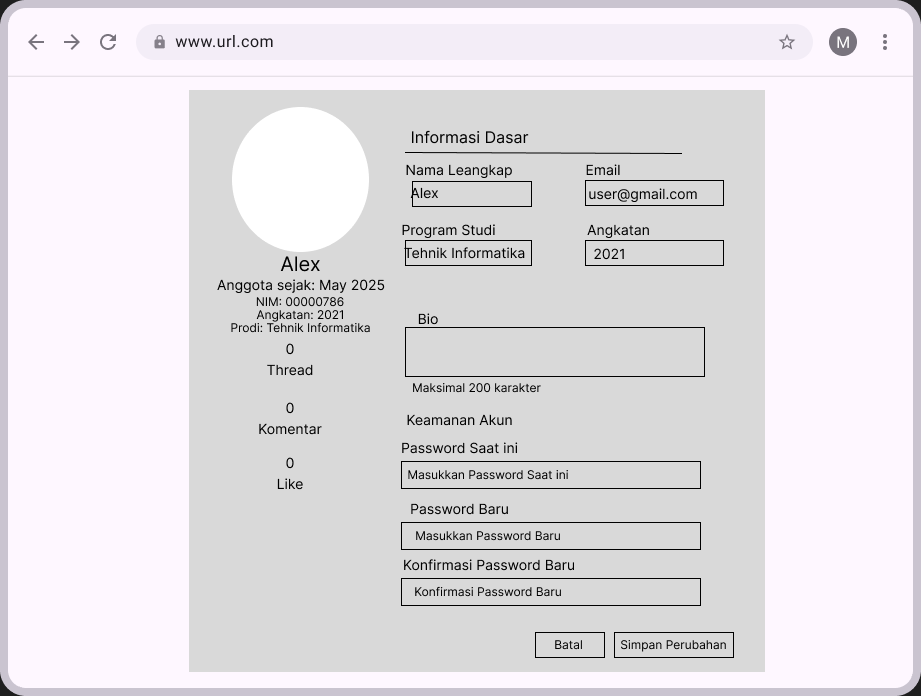 www.url.com
M
Alex
Anggota sejak: May 2025
NIM: 00000786
Angkatan: 2021
Prodi: Tehnik Informatika
0
Thread
0
Komentar
0
Like
Informasi Dasar
Nama Leangkap
Alex
Email
user@gmail.com
Program Studi
Tehnik Informatika
Angkatan
2021
Bio
Maksimal 200 karakter
Keamanan Akun
Password Saat ini
Masukkan Password Saat ini
Password Baru
Masukkan Password Baru
Konfirmasi Password Baru
Konfirmasi Password Baru
Batal
Simpan Perubahan